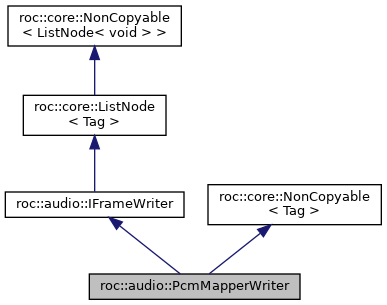 roc::core::NonCopyable
< ListNode< void > >
roc::core::ListNode
< Tag >
roc::audio::IFrameWriter
roc::core::NonCopyable
< Tag >
roc::audio::PcmMapperWriter